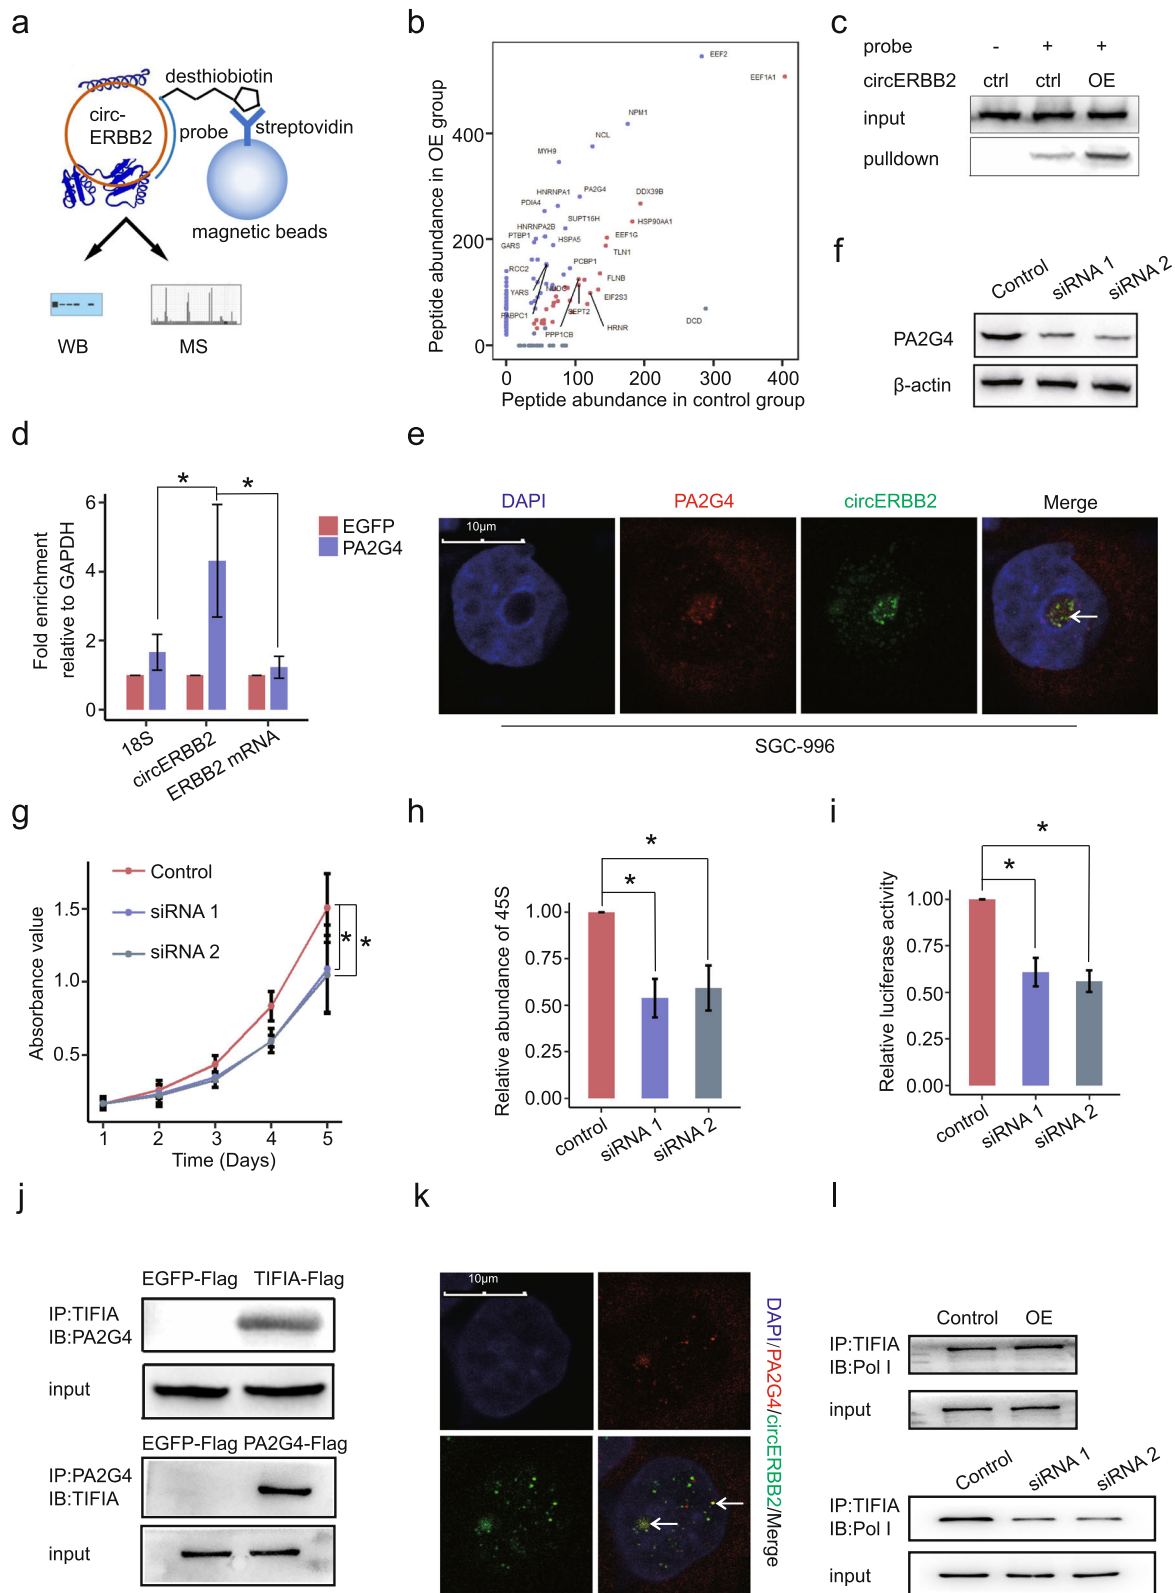 a
desthiobiotin
circ-
ERBB2
probe
streptovidin
magnetic beads
WB
MS
b
Peptide abundance in OE group
400
200
0
EEF2
EEF1A1
NPM1
NCL
MYH9
HNRNPA1
PA2G4
PDIA4
DDX39B
SUPT16H
HSP90AA1
HNRNPA2B
PTBP1
HSPA5
EEF1G
GARS
TLN1
RCC2
PCBP1
FLNB
YARS
NUDC
EIF2S3
PABPC1
SEPT2
HRNR
PPP1CB
DCD
0
100
200
300
400
Peptide abundance in control group
c
probe - + +
circERBB2 ctrl ctrl OE
input
pulldown
f
Control siRNA 1 siRNA 2
PA2G4
β-actin
d
Fold enrichment
relative to GAPDH
6
4
2
0
* *
EGFP
PA2G4
18S
circERBB2
ERBB2 mRNA
e
DAPI PA2G4 circERBB2 Merge
10μm
SGC-996
g
Absorbance value
1.5
1.0
0.5
Control
siRNA 1
siRNA 2
* *
1 2 3 4 5
Time (Days)
h
Relative abundance of 45S
1.00
0.75
0.50
0.25
0.00
*
*
control siRNA 1 siRNA 2
i
Relative luciferase activity
1.00
0.75
0.50
0.25
0.00
*
*
control siRNA 1 siRNA 2
j
EGFP-Flag TIFIA-Flag
IP:TIFIA
IB:PA2G4
input
EGFP-Flag PA2G4-Flag
IP:PA2G4
IB:TIFIA
input
k
10μm
DAPI/PA2G4/circERBB2/Merge
l
Control OE
IP:TIFIA
IB:Pol I
input
Control siRNA 1 siRNA 2
IP:TIFIA
IB:Pol I
input